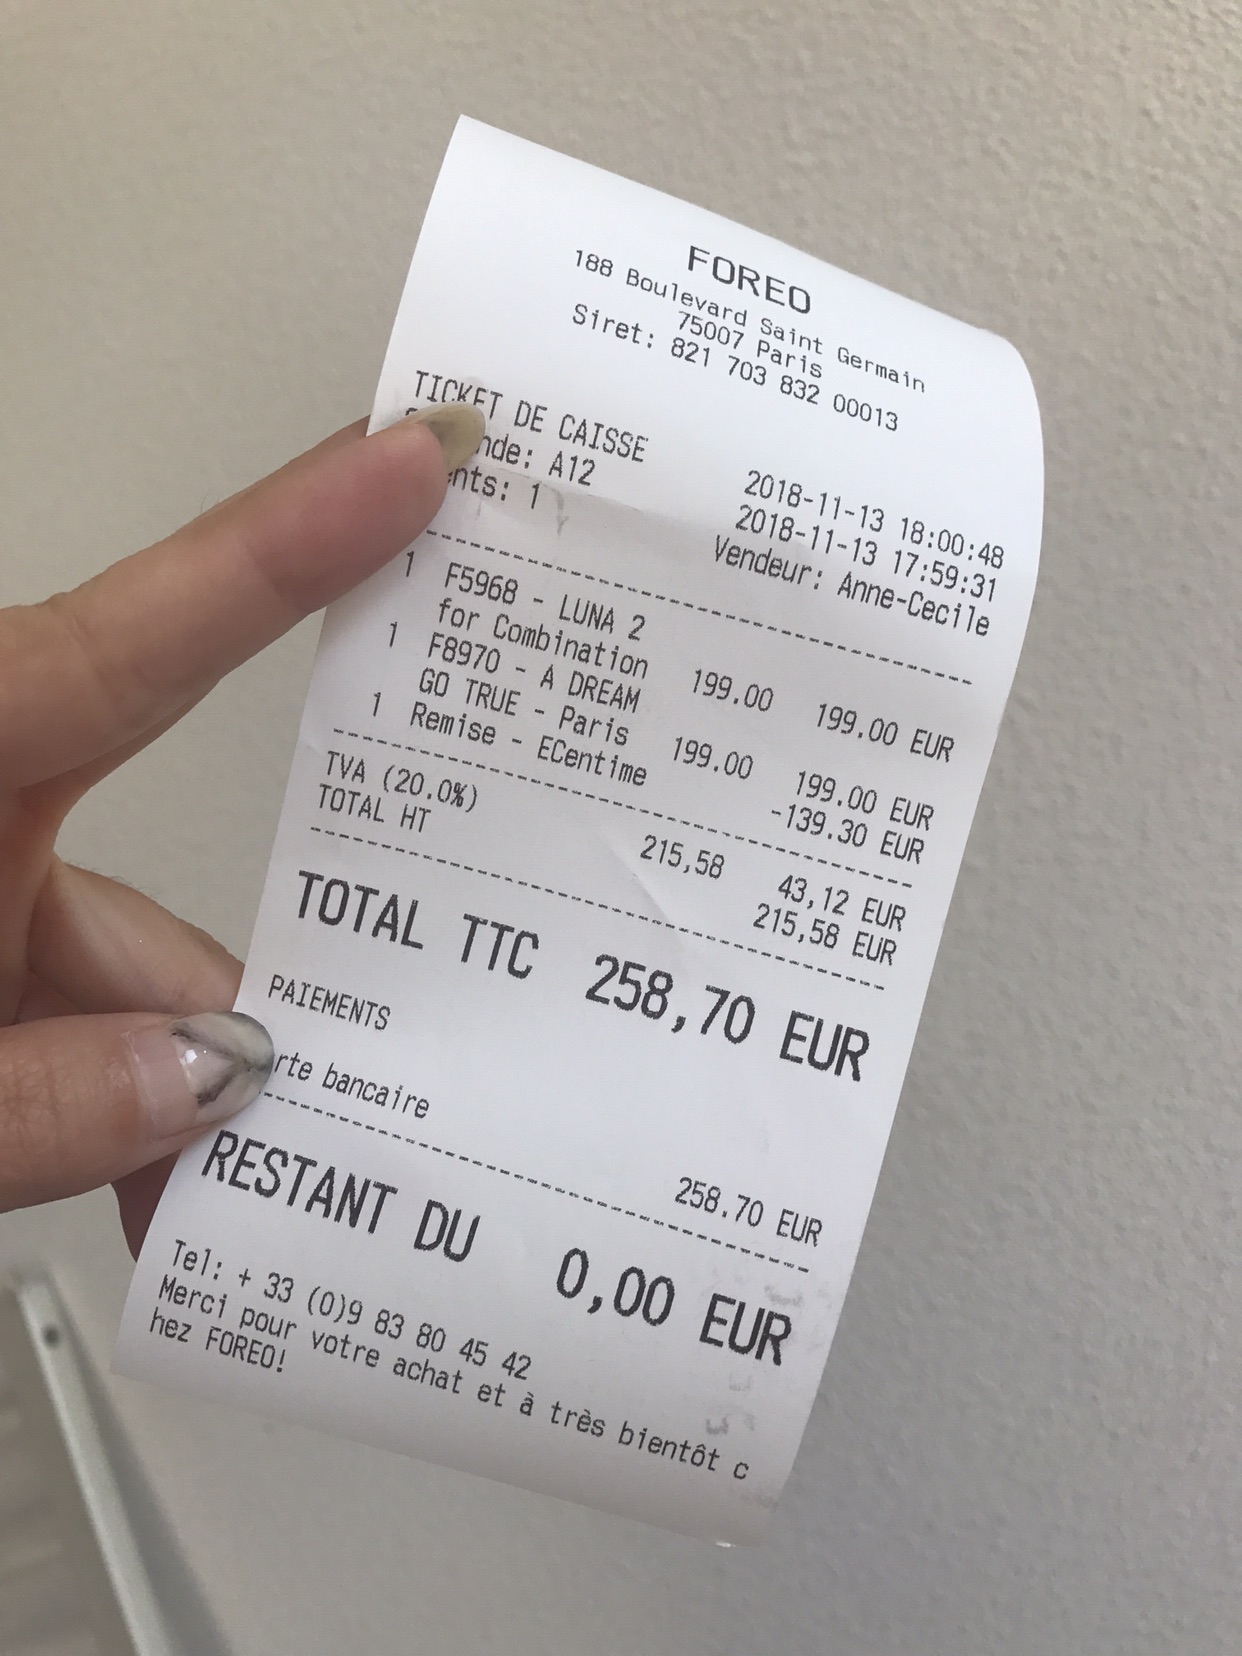 FOREO
188 Boulevard Saint Germain
75007 Paris
Siret: 821 703 832 00013
TICKET DE CAISSE 2018-11-13 18:00:48
nde: A12 2018-11-13 17:59:31
nts: 1 Vendeur: Anne-Cecile
1 F5968 - LUNA 2
for Combination 199.00 199.00 EUR
1 F8970 - A DREAM
GO TRUE - Paris 199.00 199.00 EUR
1 Remise - ECentime -139.30 EUR
TVA (20.0%) 215,58 43,12 EUR
TOTAL HT 215,58 EUR
TOTAL TTC 258,70 EUR
PAIEMENTS
rte bancaire 258.70 EUR
RESTANT DU 0,00 EUR
Tel: + 33 (0)9 83 80 45 42
Merci pour votre achat et à très bientôt c
hez FOREO!